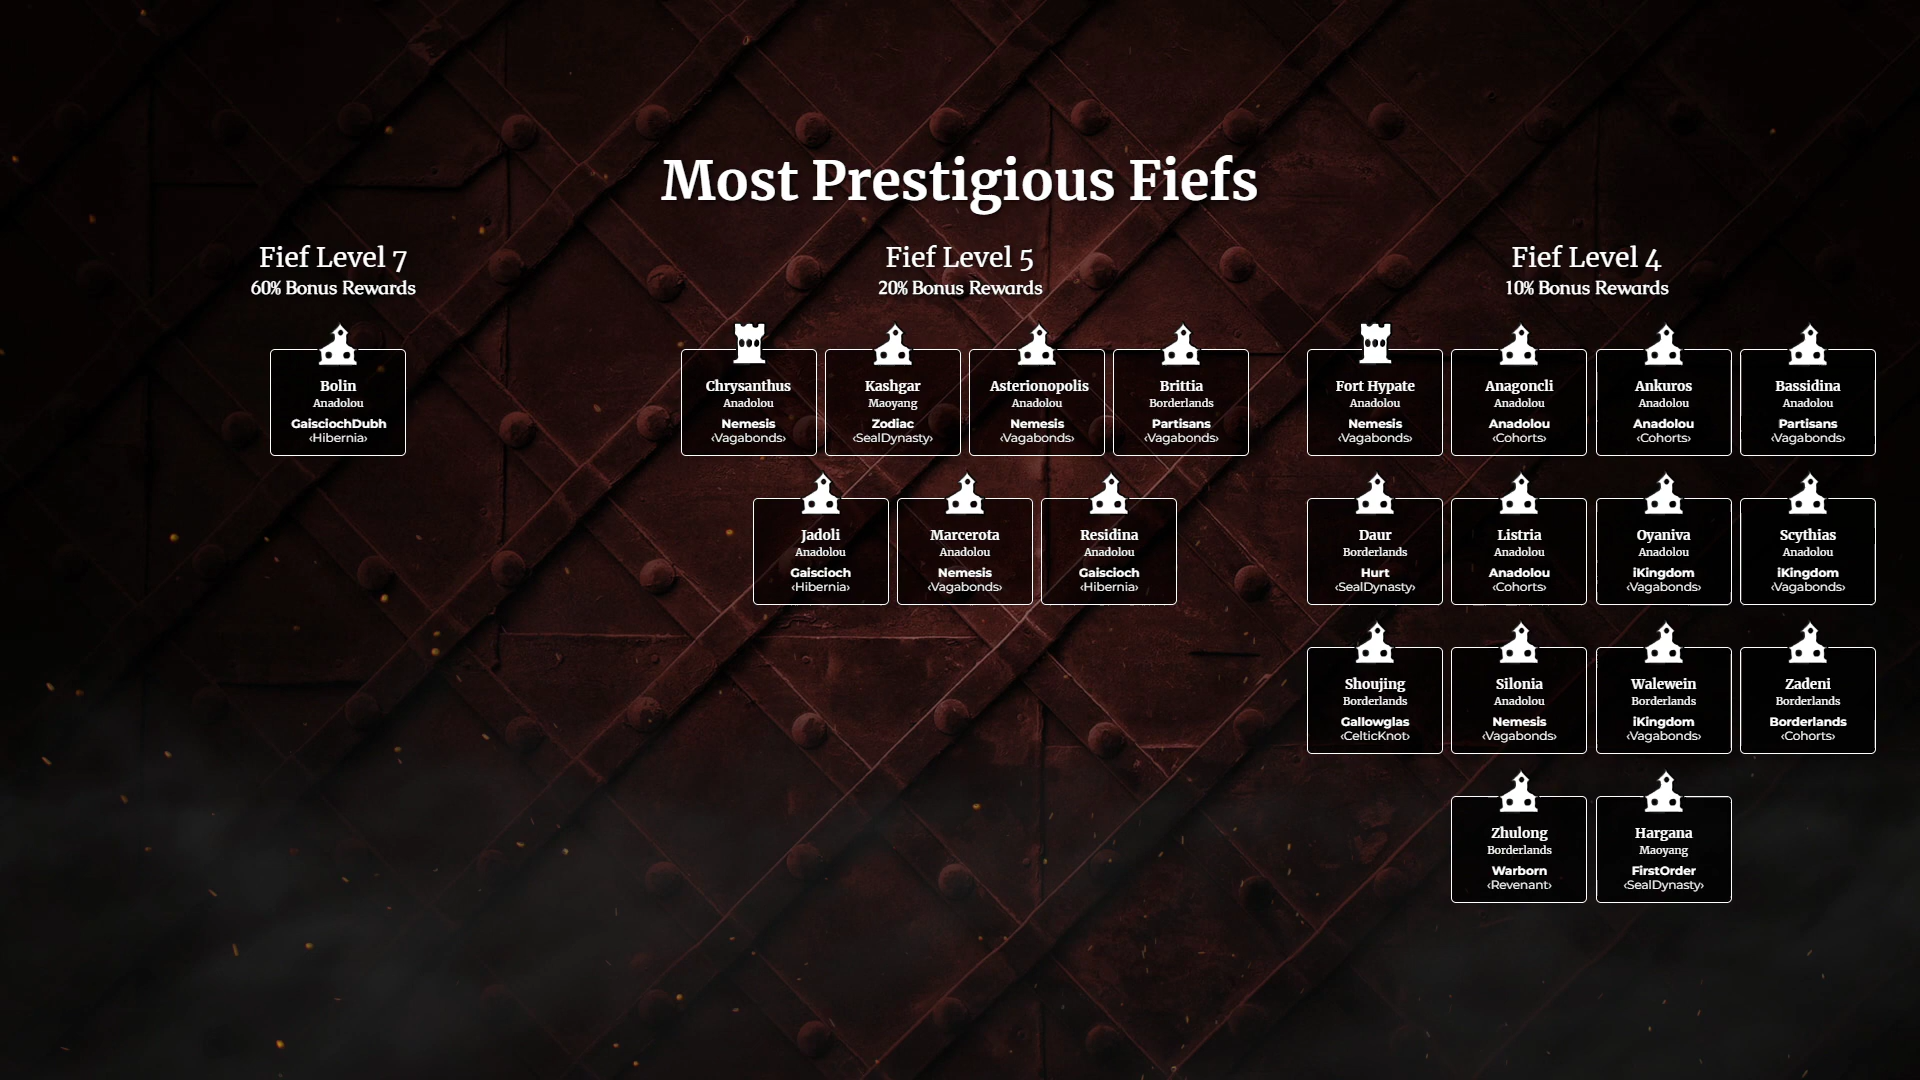 Most Prestigious Fiefs
Fief Level 7
60% Bonus Rewards
Bolin
Anadolou
GaisciochDubh
‹Hibernia›
Fief Level 5
20% Bonus Rewards
Chrysanthus
Anadolou
Nemesis
‹Vagabonds›
Kashgar
Maoyang
Zodiac
‹SealDynasty›
Asterionopolis
Anadolou
Nemesis
‹Vagabonds›
Brittia
Borderlands
Partisans
‹Vagabonds›
Jadoli
Anadolou
Gaiscioch
‹Hibernia›
Marcerota
Anadolou
Nemesis
‹Vagabonds›
Residina
Anadolou
Gaiscioch
‹Hibernia›
Fief Level 4
10% Bonus Rewards
Fort Hypate
Anadolou
Nemesis
‹Vagabonds›
Anagoncli
Anadolou
Anadolou
‹Cohorts›
Ankuros
Anadolou
Anadolou
‹Cohorts›
Bassidina
Anadolou
Partisans
‹Vagabonds›
Daur
Borderlands
Hurt
‹SealDynasty›
Listria
Anadolou
Anadolou
‹Cohorts›
Oyaniva
Anadolou
iKingdom
‹Vagabonds›
Scythias
Anadolou
iKingdom
‹Vagabonds›
Shoujing
Borderlands
Gallowglas
‹CelticKnot›
Silonia
Anadolou
Nemesis
‹Vagabonds›
Walewein
Borderlands
iKingdom
‹Vagabonds›
Zadeni
Borderlands
Borderlands
‹Cohorts›
Zhulong
Borderlands
Warborn
‹Revenant›
Hargana
Maoyang
FirstOrder
‹SealDynasty›